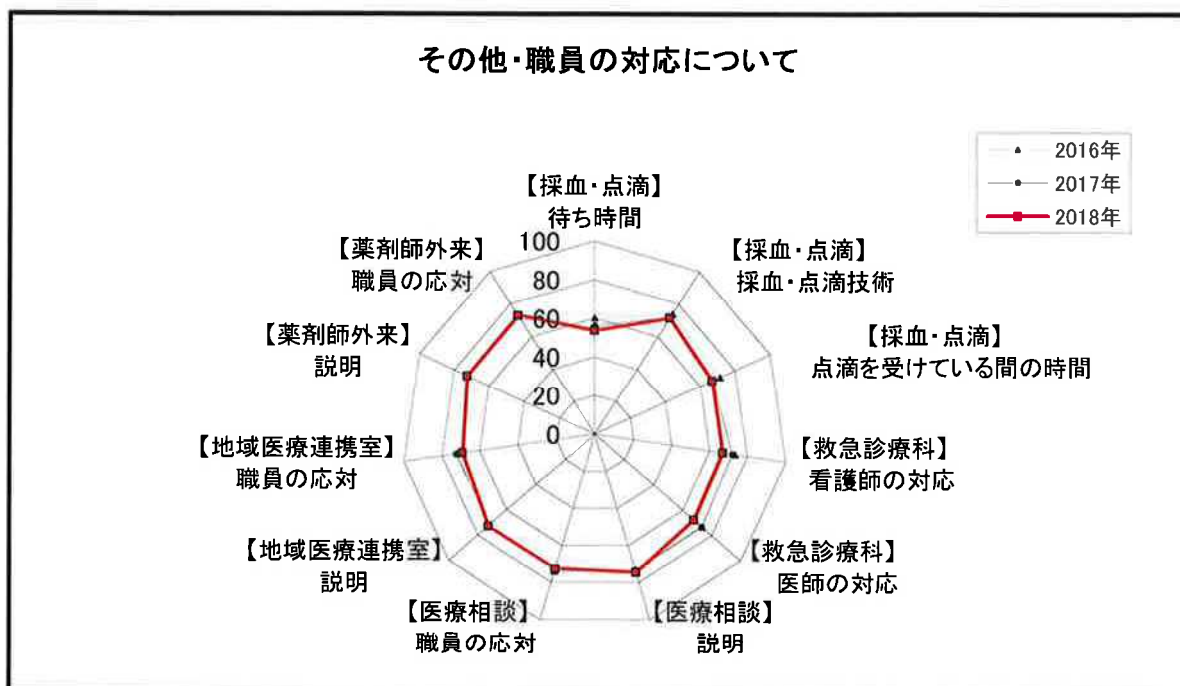 その他・職員の対応について
2016年
2017年
2018年
【採血・点滴】
待ち時間
【採血・点滴】
採血・点滴技術
【採血・点滴】
点滴を受けている間の時間
【救急診療科】
看護師の対応
【救急診療科】
医師の対応
【医療相談】
説明
【医療相談】
職員の応対
【地域医療連携室】
説明
【地域医療連携室】
職員の応対
【薬剤師外来】
説明
【薬剤師外来】
職員の応対
100
80
60
40
20
0